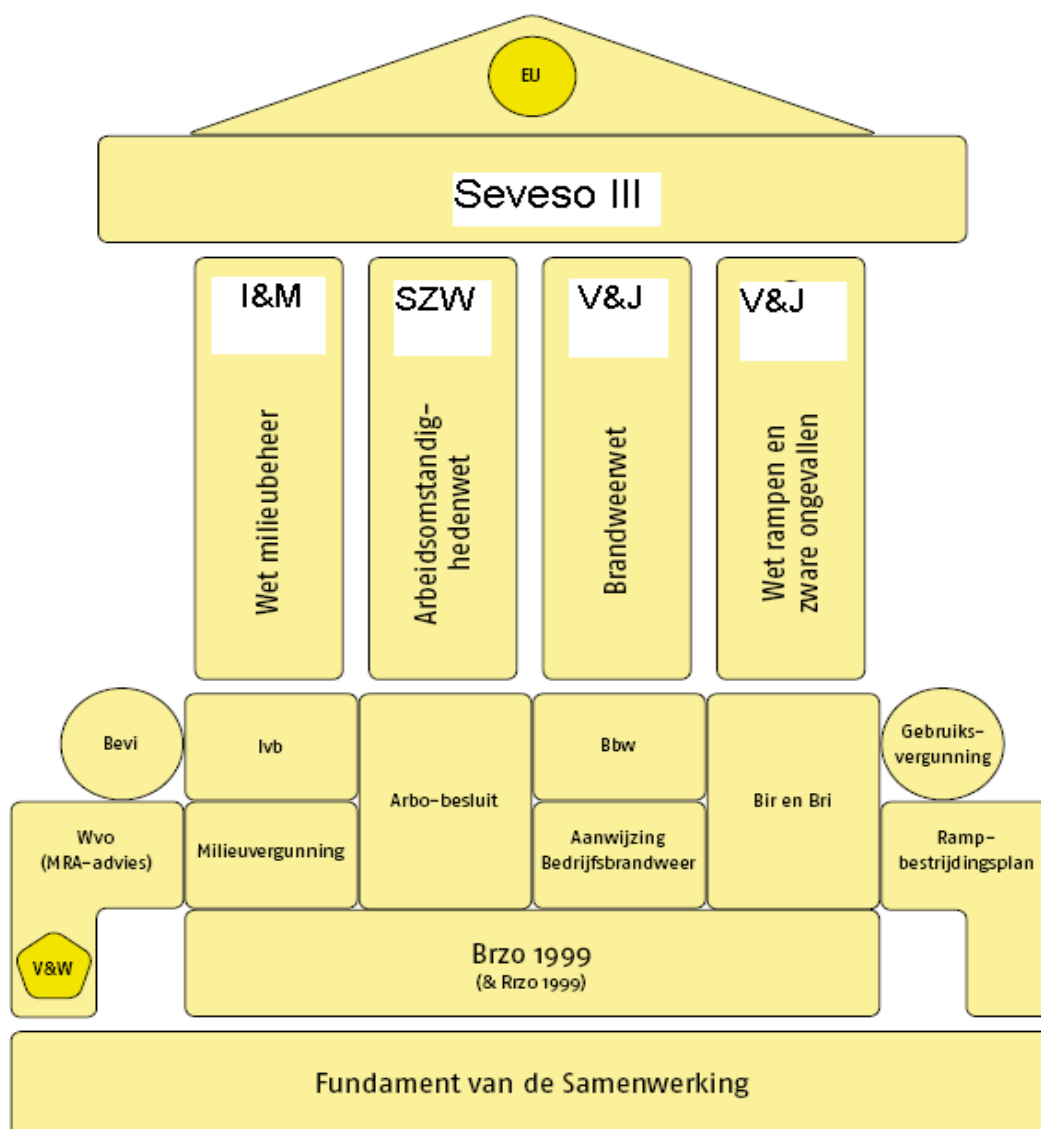 EU
Seveso III
I&M
SZW
V&J
V&J
Wet milieubeheer
Arbeidsomstandig-
hedenwet
Brandweerwet
Wet rampen en
zware ongevallen
Bevi
Ivb
Arbo-besluit
Bbw
Bir en Bri
Gebruiks-
vergunning
Wvo
(MRA-advies)
Milieuvergunning
Aanwijzing
Bedrijfsbrandweer
Ramp-
bestrijdingsplan
V&W
Brzo 1999
(& Rrzo 1999)
Fundament van de Samenwerking